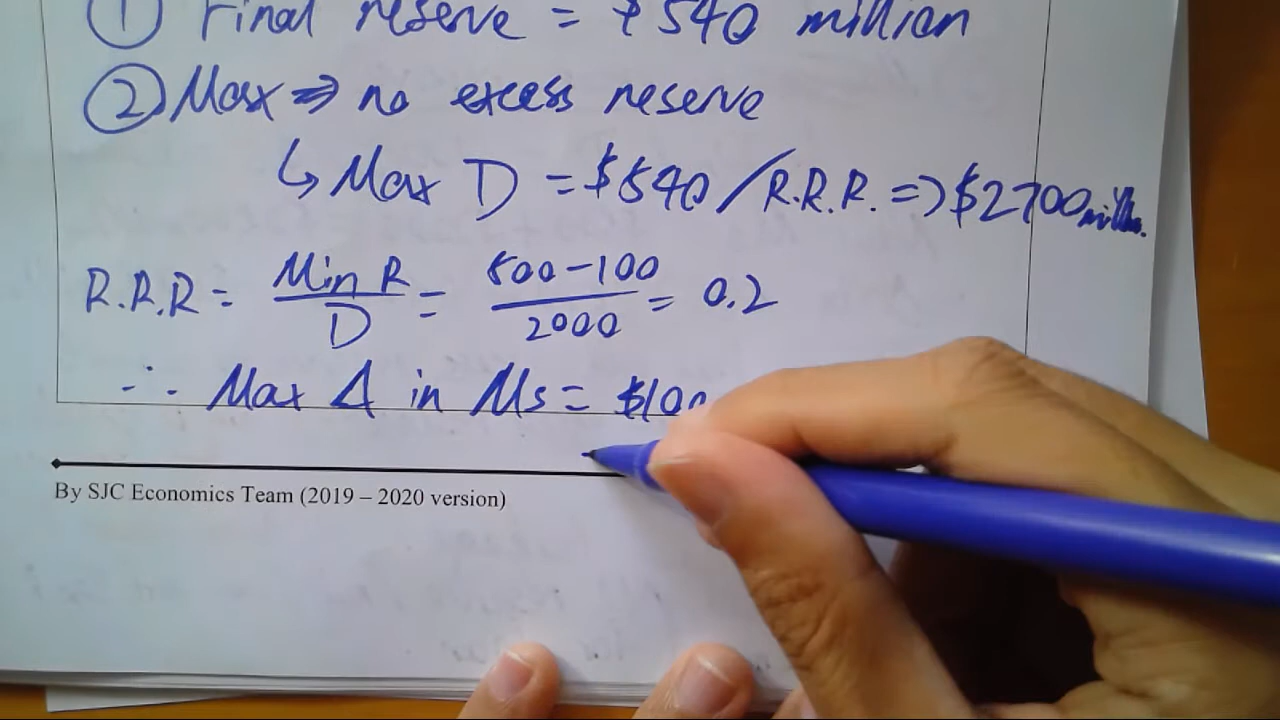 ① Final reserve = $540 million
② Max ⇒ no excess reserve
↳ Max D = $540 / R.R.R. => $2700 million.
R.R.R = Min R / D = 500-100 / 2000 = 0.2
∴ Max Δ in Ms = $100
By SJC Economics Team (2019 – 2020 version)